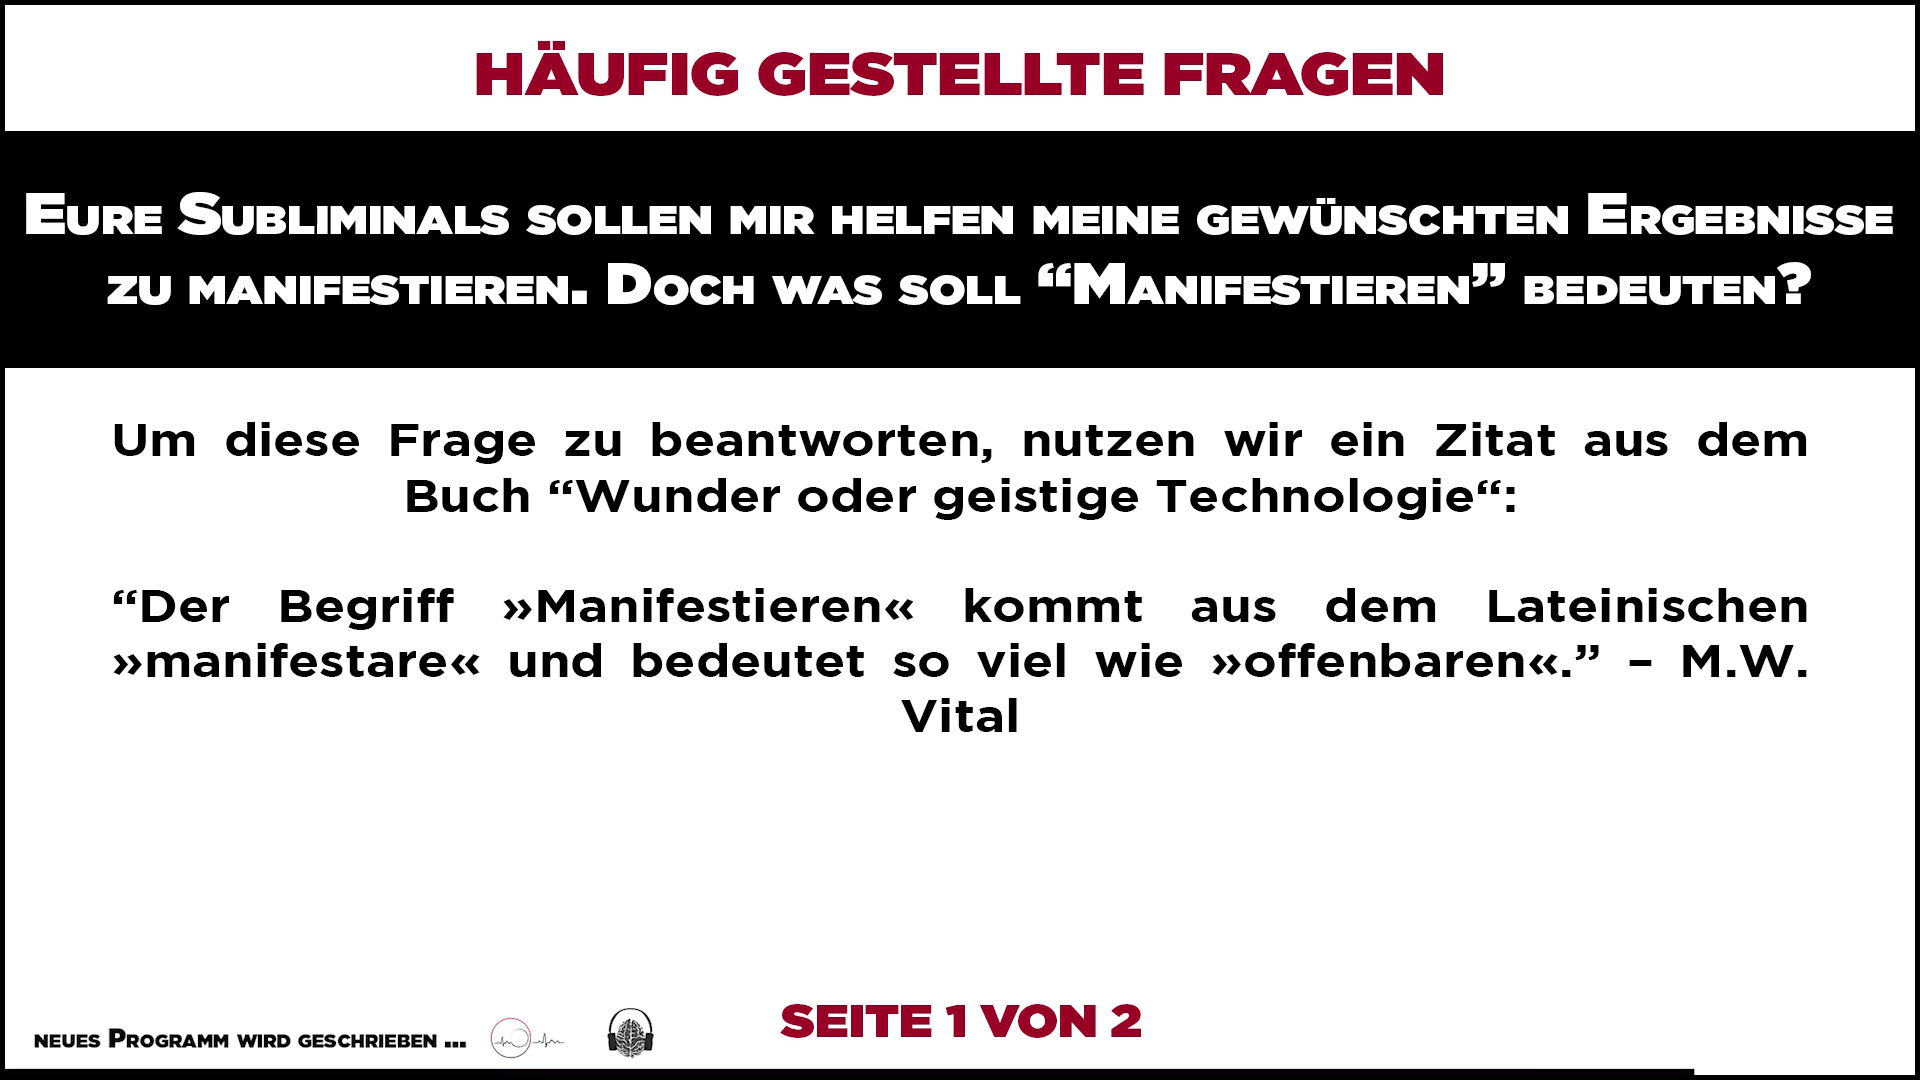 HÄUFIG GESTELLTE FRAGEN
Eure Subliminals sollen mir helfen meine gewünschten Ergebnisse
zu manifestieren. Doch was soll “Manifestieren” bedeuten?
Um diese Frage zu beantworten, nutzen wir ein Zitat aus dem
Buch “Wunder oder geistige Technologie“:
“Der Begriff »Manifestieren« kommt aus dem Lateinischen
»manifestare« und bedeutet so viel wie »offenbaren«.” – M.W.
Vital
SEITE 1 VON 2
neues Programm wird geschrieben ...